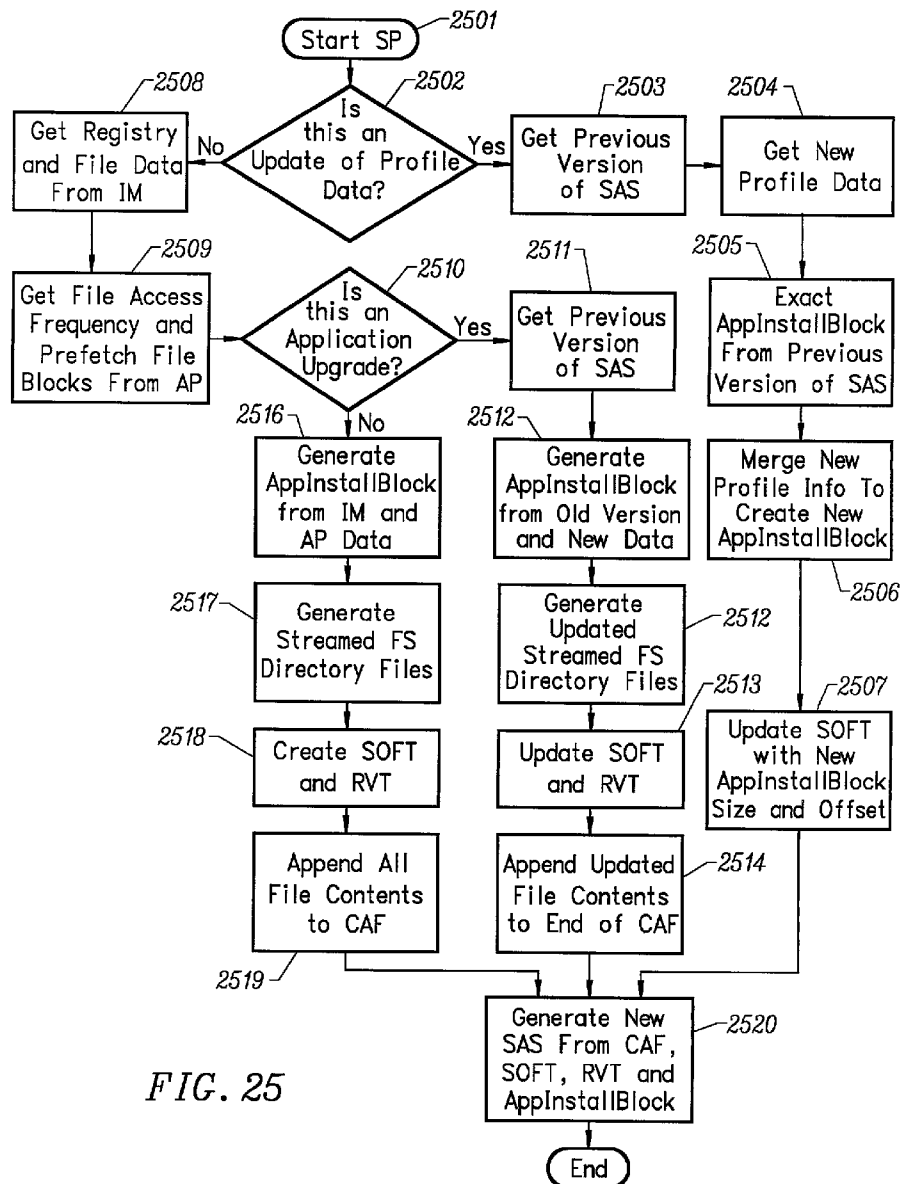 2501
Start SP
2508
2502
2503
2504
Get Registry
and File Data
From IM
No
Is
this an
Update of Profile
Data?
Yes
Get Previous
Version
of SAS
Get New
Profile Data
2509
2510
2511
2505
Get File Access
Frequency and
Prefetch File
Blocks From AP
Is
this an
Application
Upgrade?
Yes
Get Previous
Version
of SAS
Exact
AppInstallBlock
From Previous
Version of SAS
No
2516
2512
Generate
AppInstallBlock
from IM and
AP Data
Generate
AppInstallBlock
from Old Version
and New Data
Merge New
Profile Info To
Create New
AppInstallBlock
2506
2517
Generate
Streamed FS
Directory Files
Generate
Updated
Streamed FS
Directory Files
2512
2507
2518
Create SOFT
and RVT
2513
Update SOFT
and RVT
Update SOFT
with New
AppInstallBlock
Size and Offset
Append All
File Contents
to CAF
2519
Append Updated
File Contents
to End of CAF
2514
Generate New
SAS From CAF,
SOFT, RVT and
AppInstallBlock
2520
FIG. 25
End